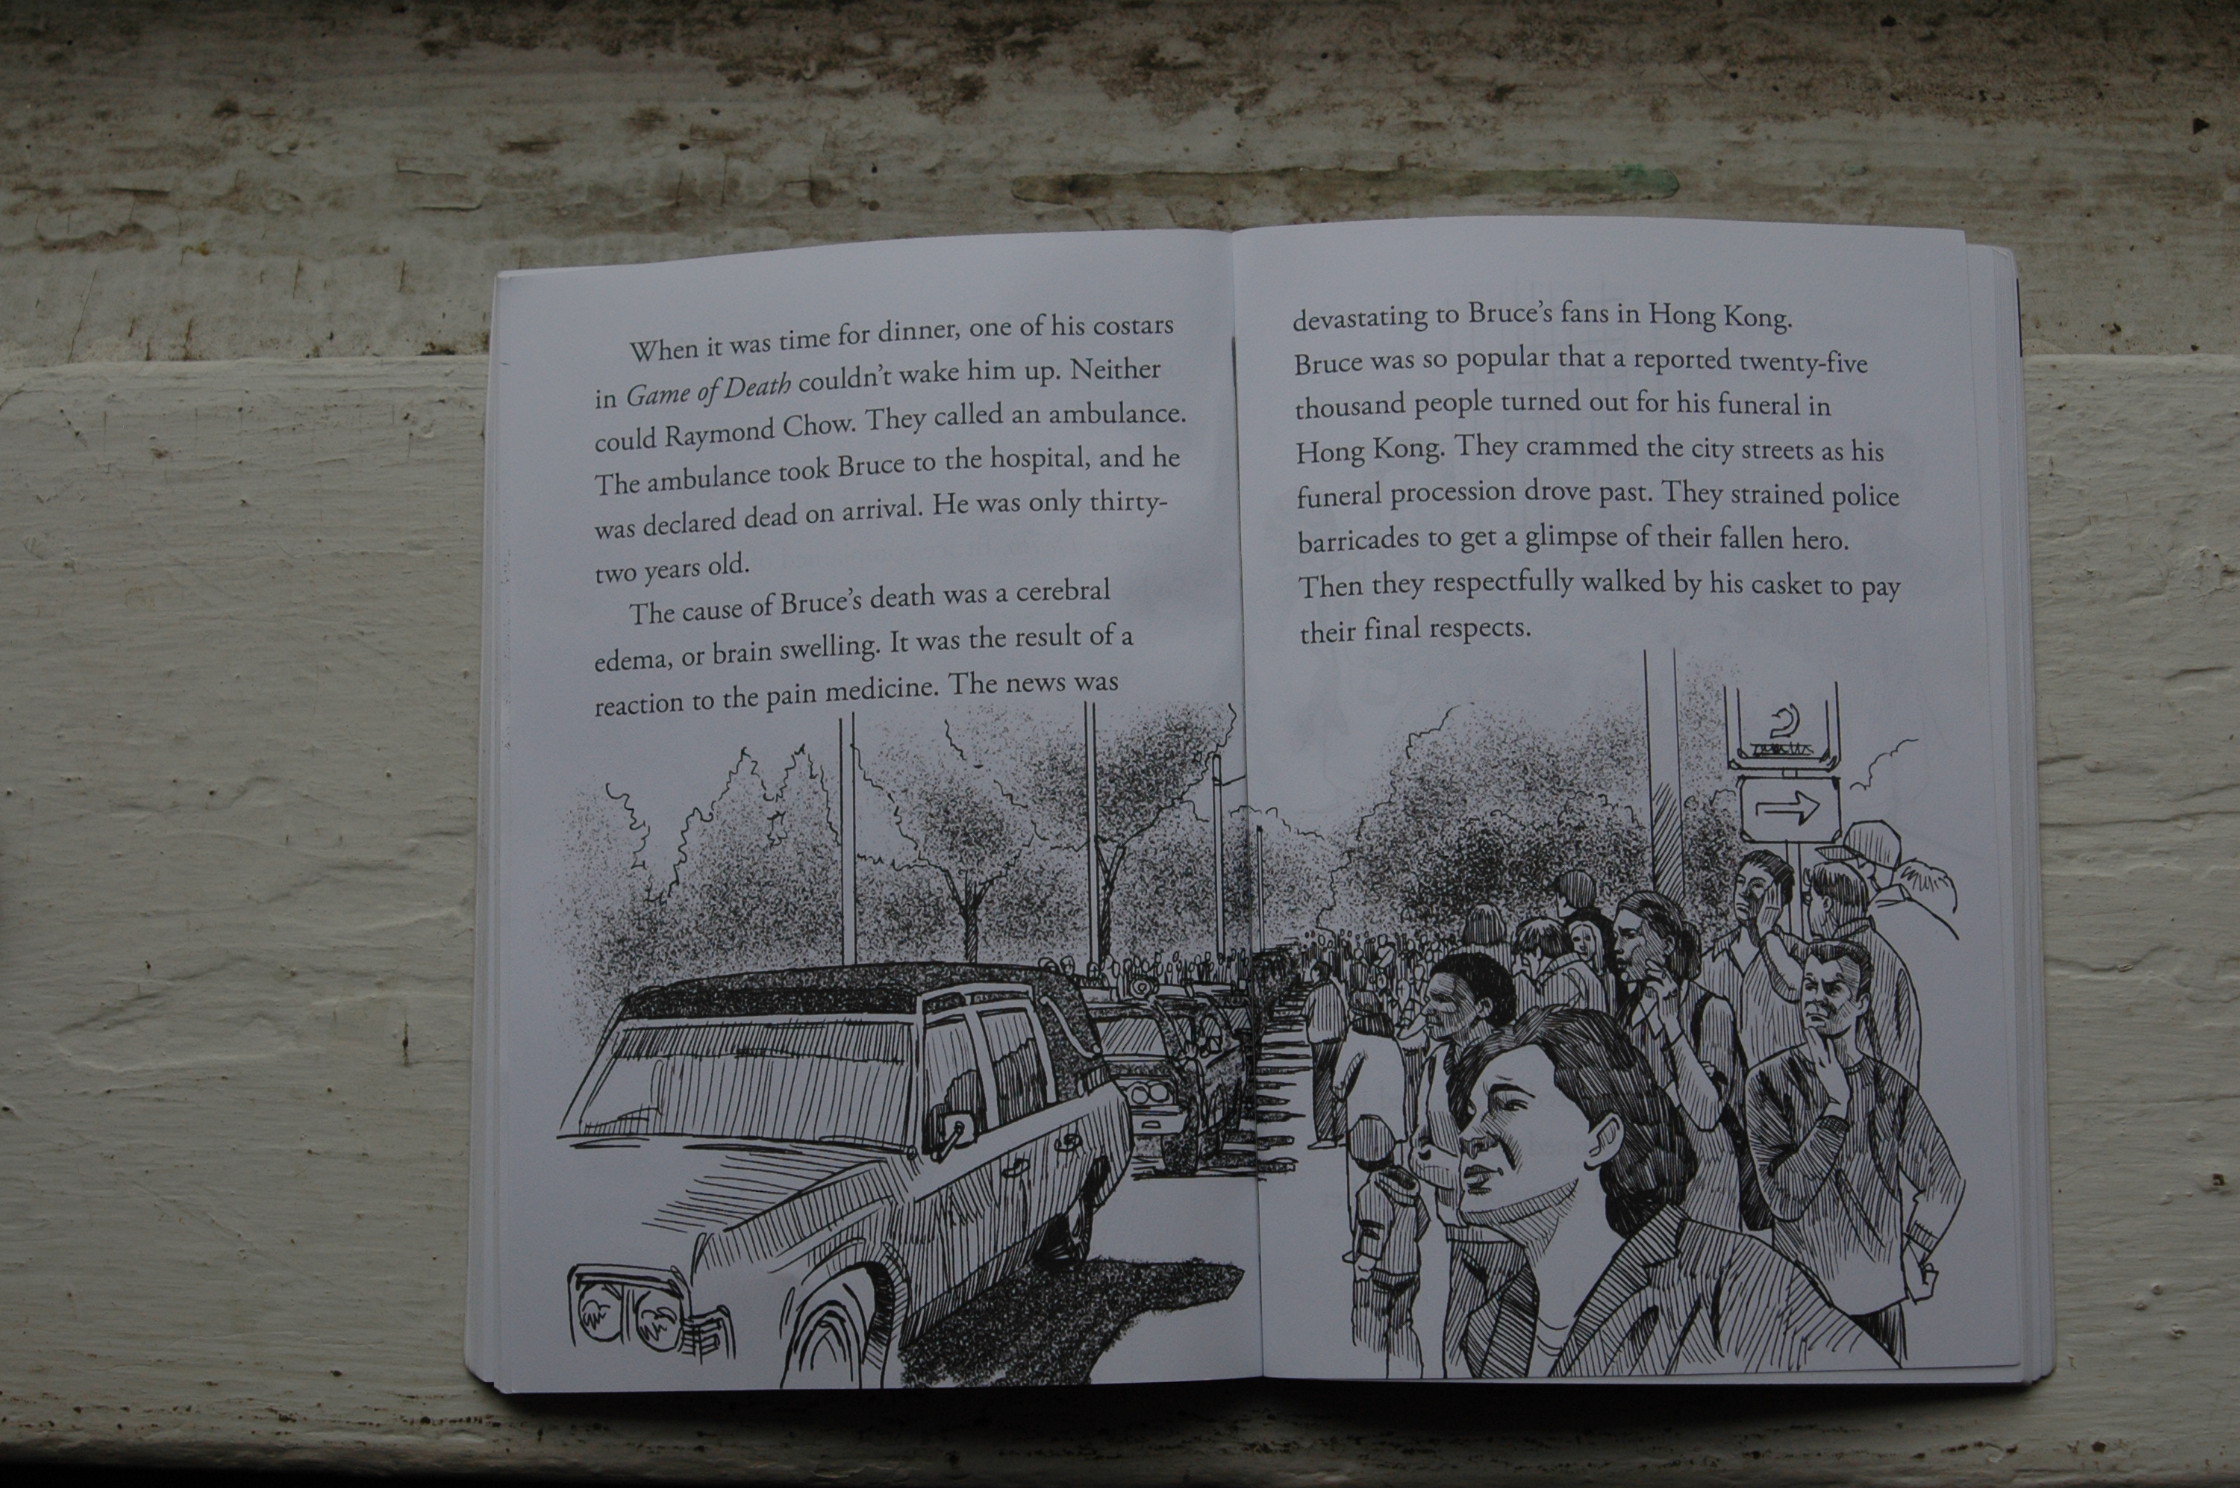 When it was time for dinner, one of his costars
in Game of Death couldn't wake him up. Neither
could Raymond Chow. They called an ambulance.
The ambulance took Bruce to the hospital, and he
was declared dead on arrival. He was only thirty-
two years old.
The cause of Bruce's death was a cerebral
edema, or brain swelling. It was the result of a
reaction to the pain medicine. The news was
devastating to Bruce's fans in Hong Kong.
Bruce was so popular that a reported twenty-five
thousand people turned out for his funeral in
Hong Kong. They crammed the city streets as his
funeral procession drove past. They strained police
barricades to get a glimpse of their fallen hero.
Then they respectfully walked by his casket to pay
their final respects.
2